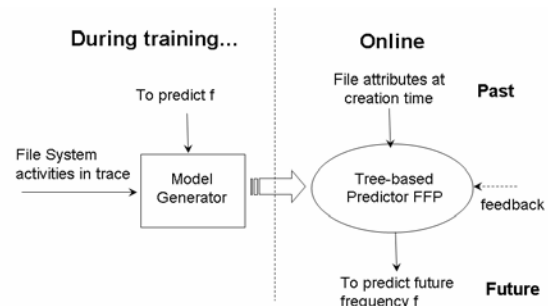 During training...
Online
To predict f
File System
activities in trace
Model
Generator
File attributes at
creation time
Past
Tree-based
Predictor FFP
feedback
To predict future
frequency f
Future